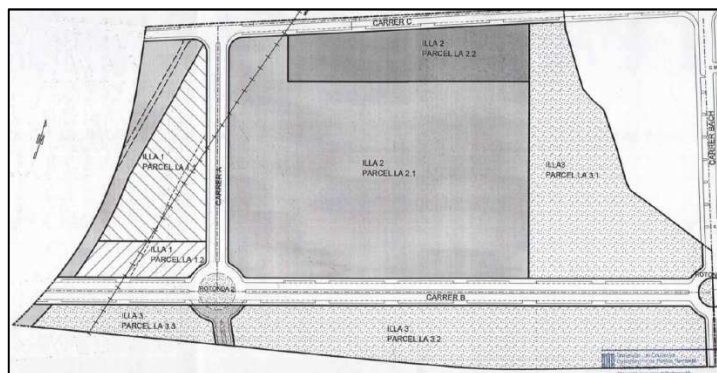 CARRER C
ILLA 2
PARCEL·LA 2.2
CARRER BACH
ILLA 1
PARCEL·LA 1.1
CARRER A
ILLA 2
PARCEL·LA 2.1
ILLA3
PARCEL·LA 3.1
ILLA 1
PARCEL·LA 1.2
ROTONDA 2
CARRER B
ILLA 3
PARCEL·LA 3.3
ILLA 3
PARCEL·LA 3.2